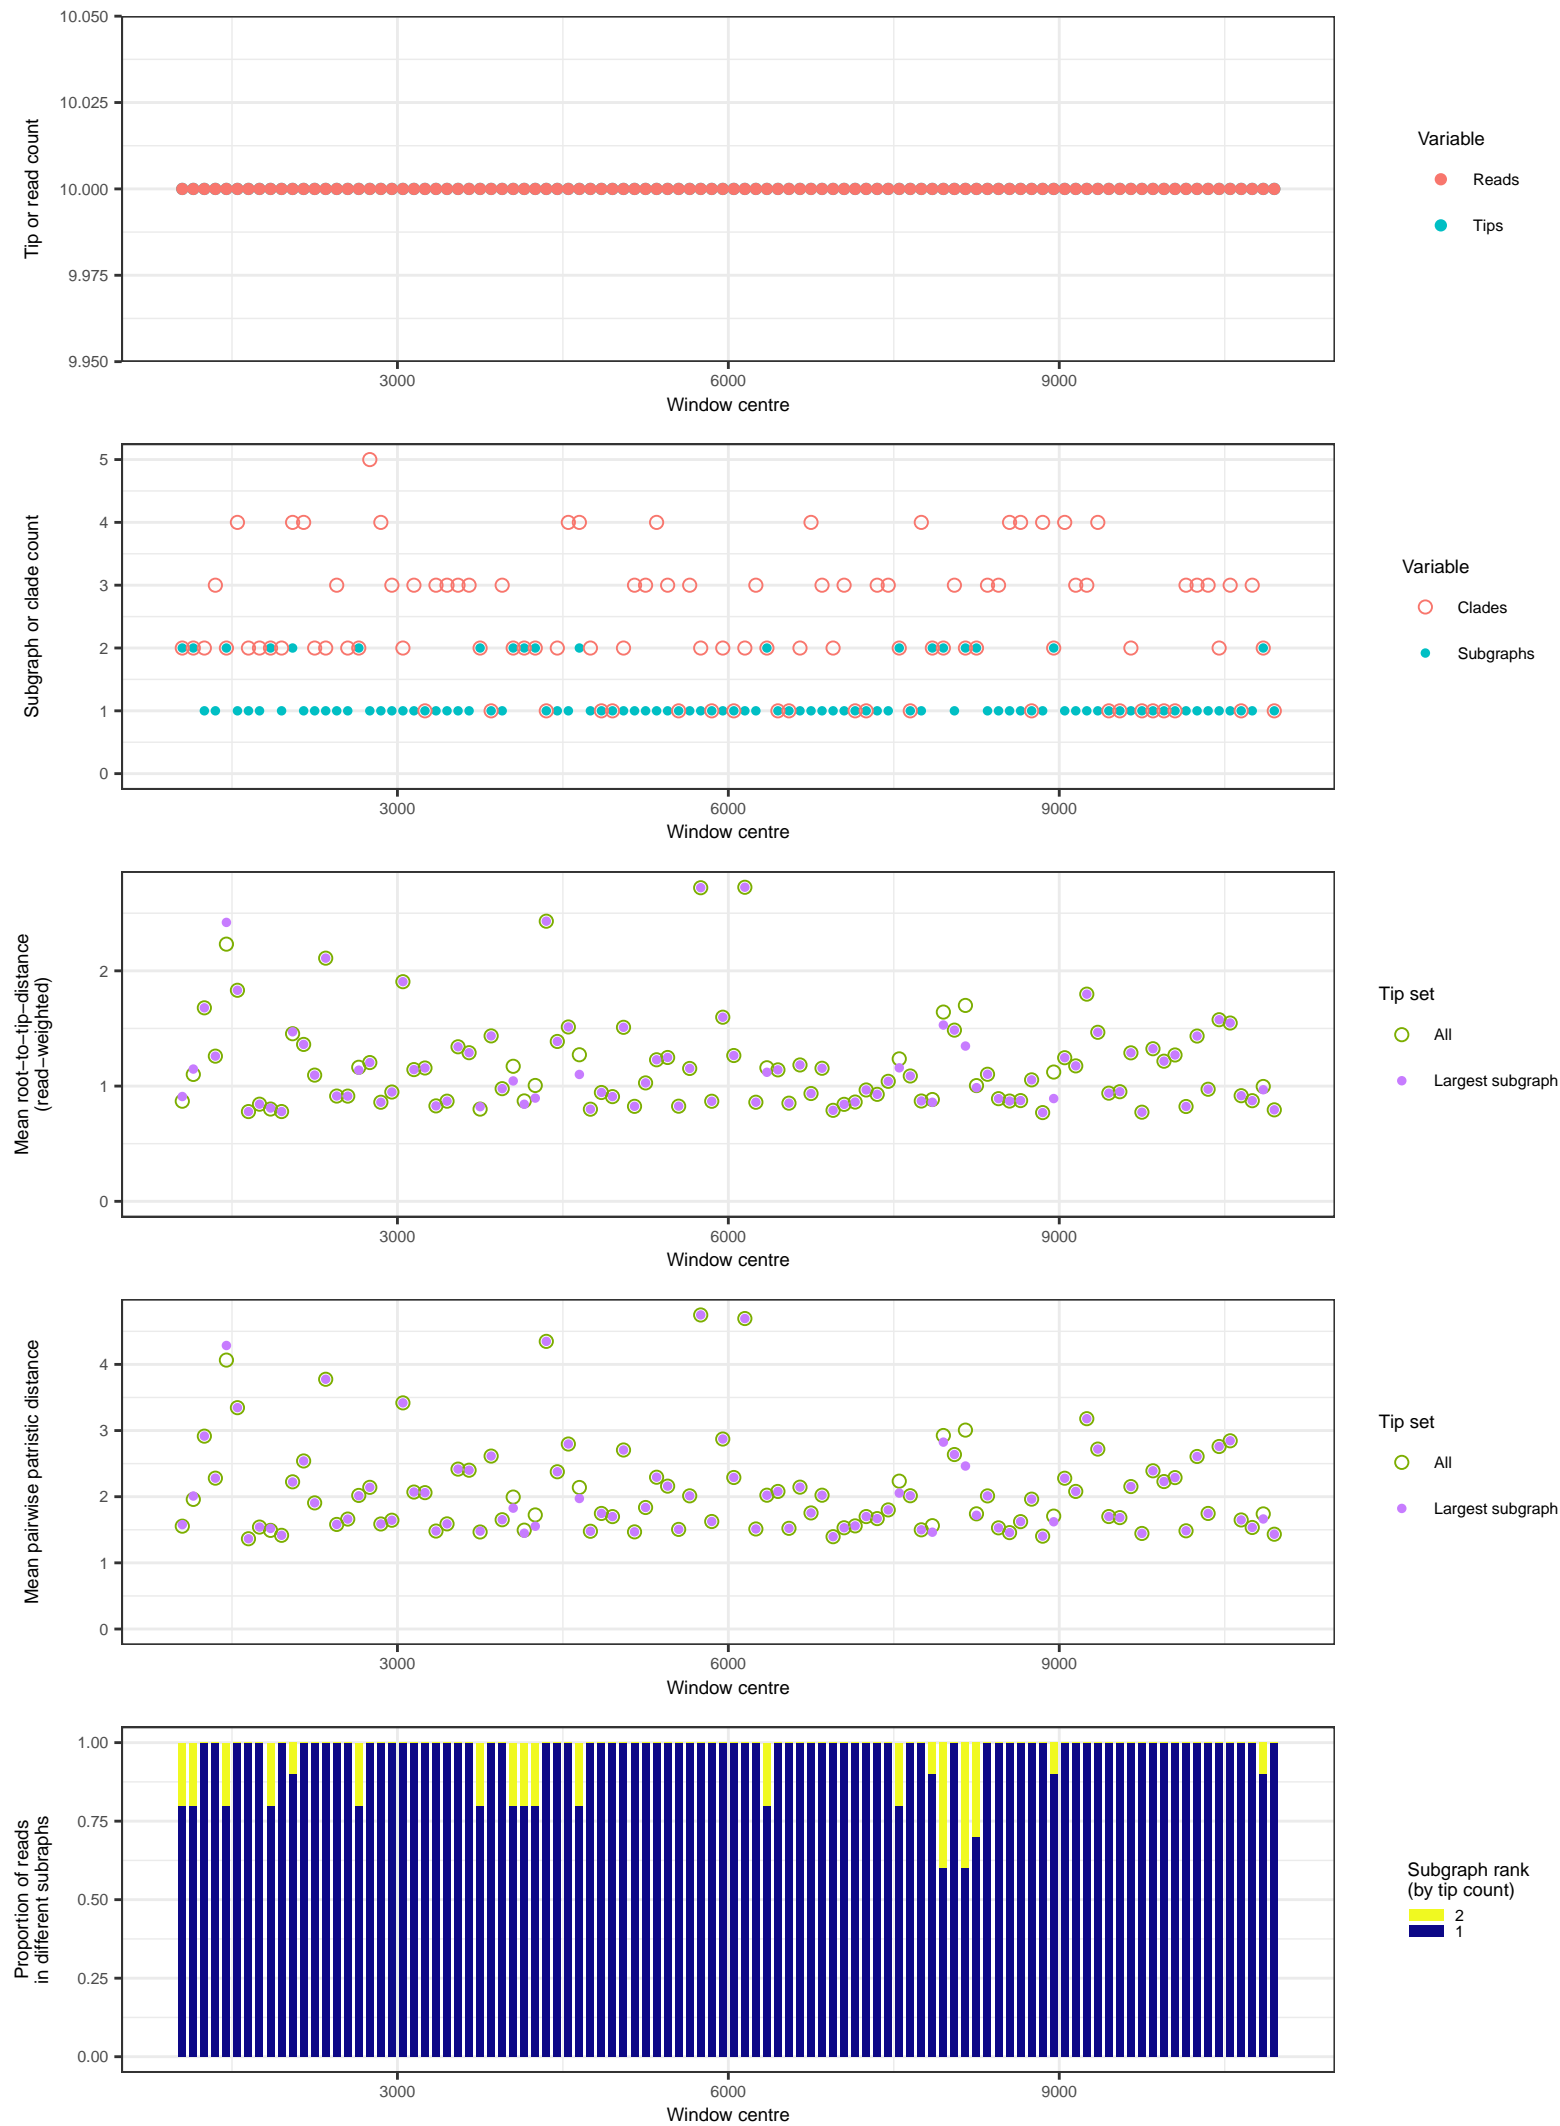 10.050
10.025
10.000
9.975
9.950
Tip or read count
3000 6000 9000
Window centre
Variable
Reads
Tips
5
4
3
2
1
0
Subgraph or clade count
3000 6000 9000
Window centre
Variable
Clades
Subgraphs
2
1
0
Mean root−to−tip−distance
(read−weighted)
3000 6000 9000
Window centre
Tip set
All
Largest subgraph
4
3
2
1
0
Mean pairwise patristic distance
3000 6000 9000
Window centre
Tip set
All
Largest subgraph
1.00
0.75
0.50
0.25
0.00
Proportion of reads
in different subraphs
3000 6000 9000
Window centre
Subgraph rank
(by tip count)
2
1